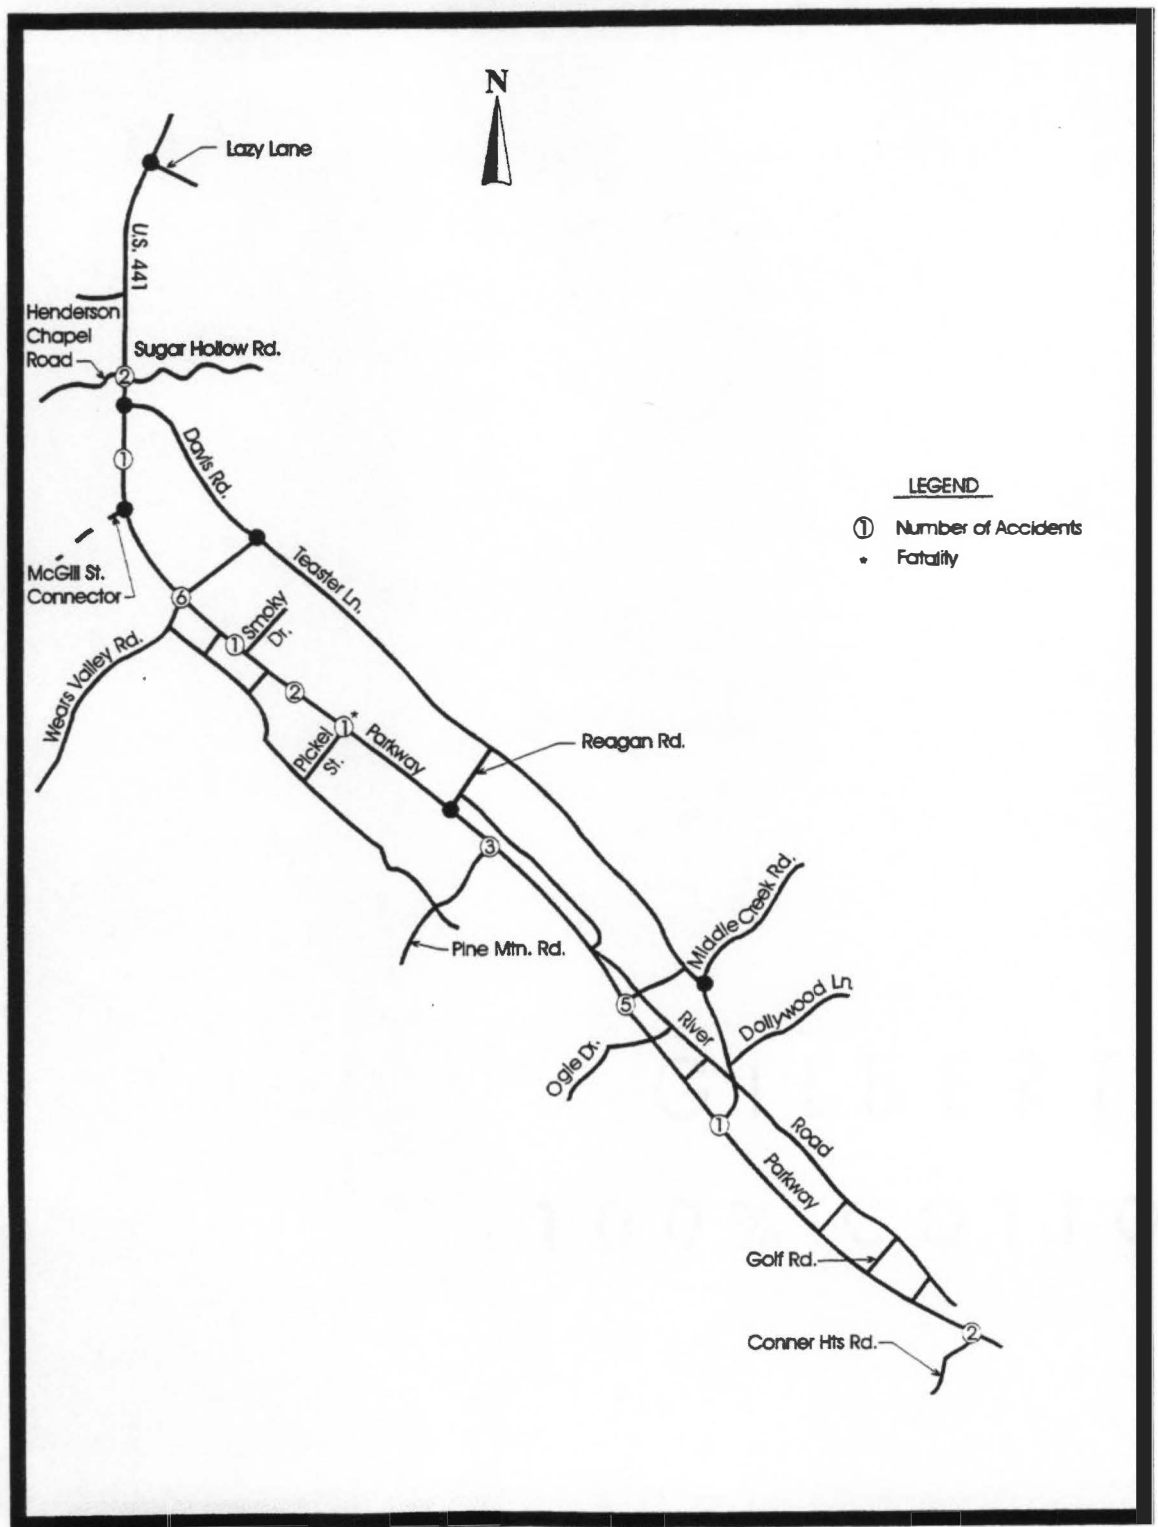 N
Lazy Lane
U.S. 441
Henderson
Chapel
Road
Sugar Hollow Rd.
2
Davis Rd.
1
LEGEND
① Number of Accidents
* Fatality
McGill St.
Connector
Teaster Ln.
6
Smoky
Dr.
1
Wears Valley Rd.
2
1*
Pickel
St.
Parkway
Reagan Rd.
3
Pine Mtn. Rd.
Middle Creek Rd.
5
Dollywood Ln.
River
Ogle Dr.
1
Road
Parkway
Golf Rd.
2
Conner Hts Rd.